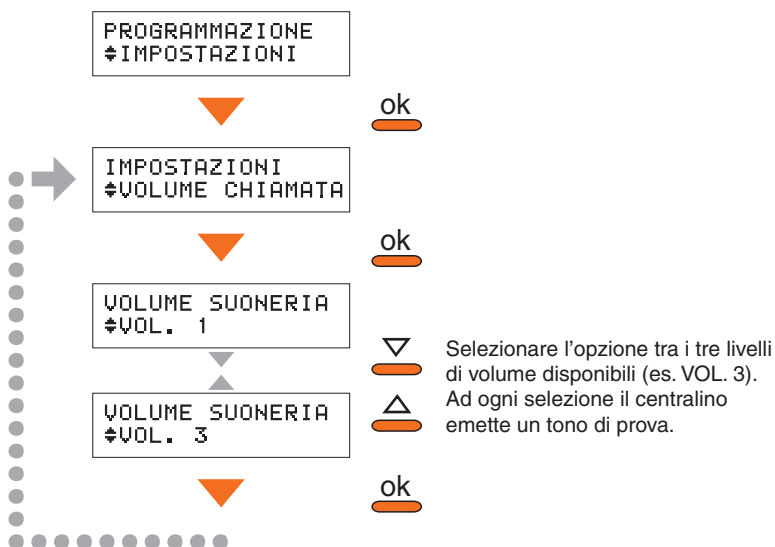 PROGRAMMAZIONE
IMPOSTAZIONI
ok
IMPOSTAZIONI
VOLUME CHIAMATA
ok
VOLUME SUONERIA
VOL. 1
Selezionare l'opzione tra i tre livelli
di volume disponibili (es. VOL. 3).
Ad ogni selezione il centralino
emette un tono di prova.
VOLUME SUONERIA
VOL. 3
ok